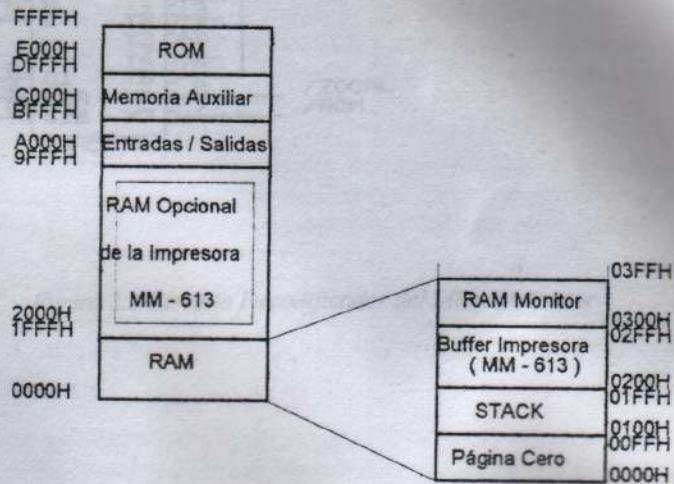 FFFFH
E000H
ROM
DFFFH
C000H
Memoria Auxiliar
BFFFH
A000H
Entradas / Salidas
9FFFH
RAM Opcional
de la Impresora
MM - 613
2000H
1FFFH
RAM
0000H
03FFH
RAM Monitor
0300H
02FFH
Buffer Impresora
( MM - 613 )
0200H
01FFH
STACK
0100H
00FFH
Página Cero
0000H